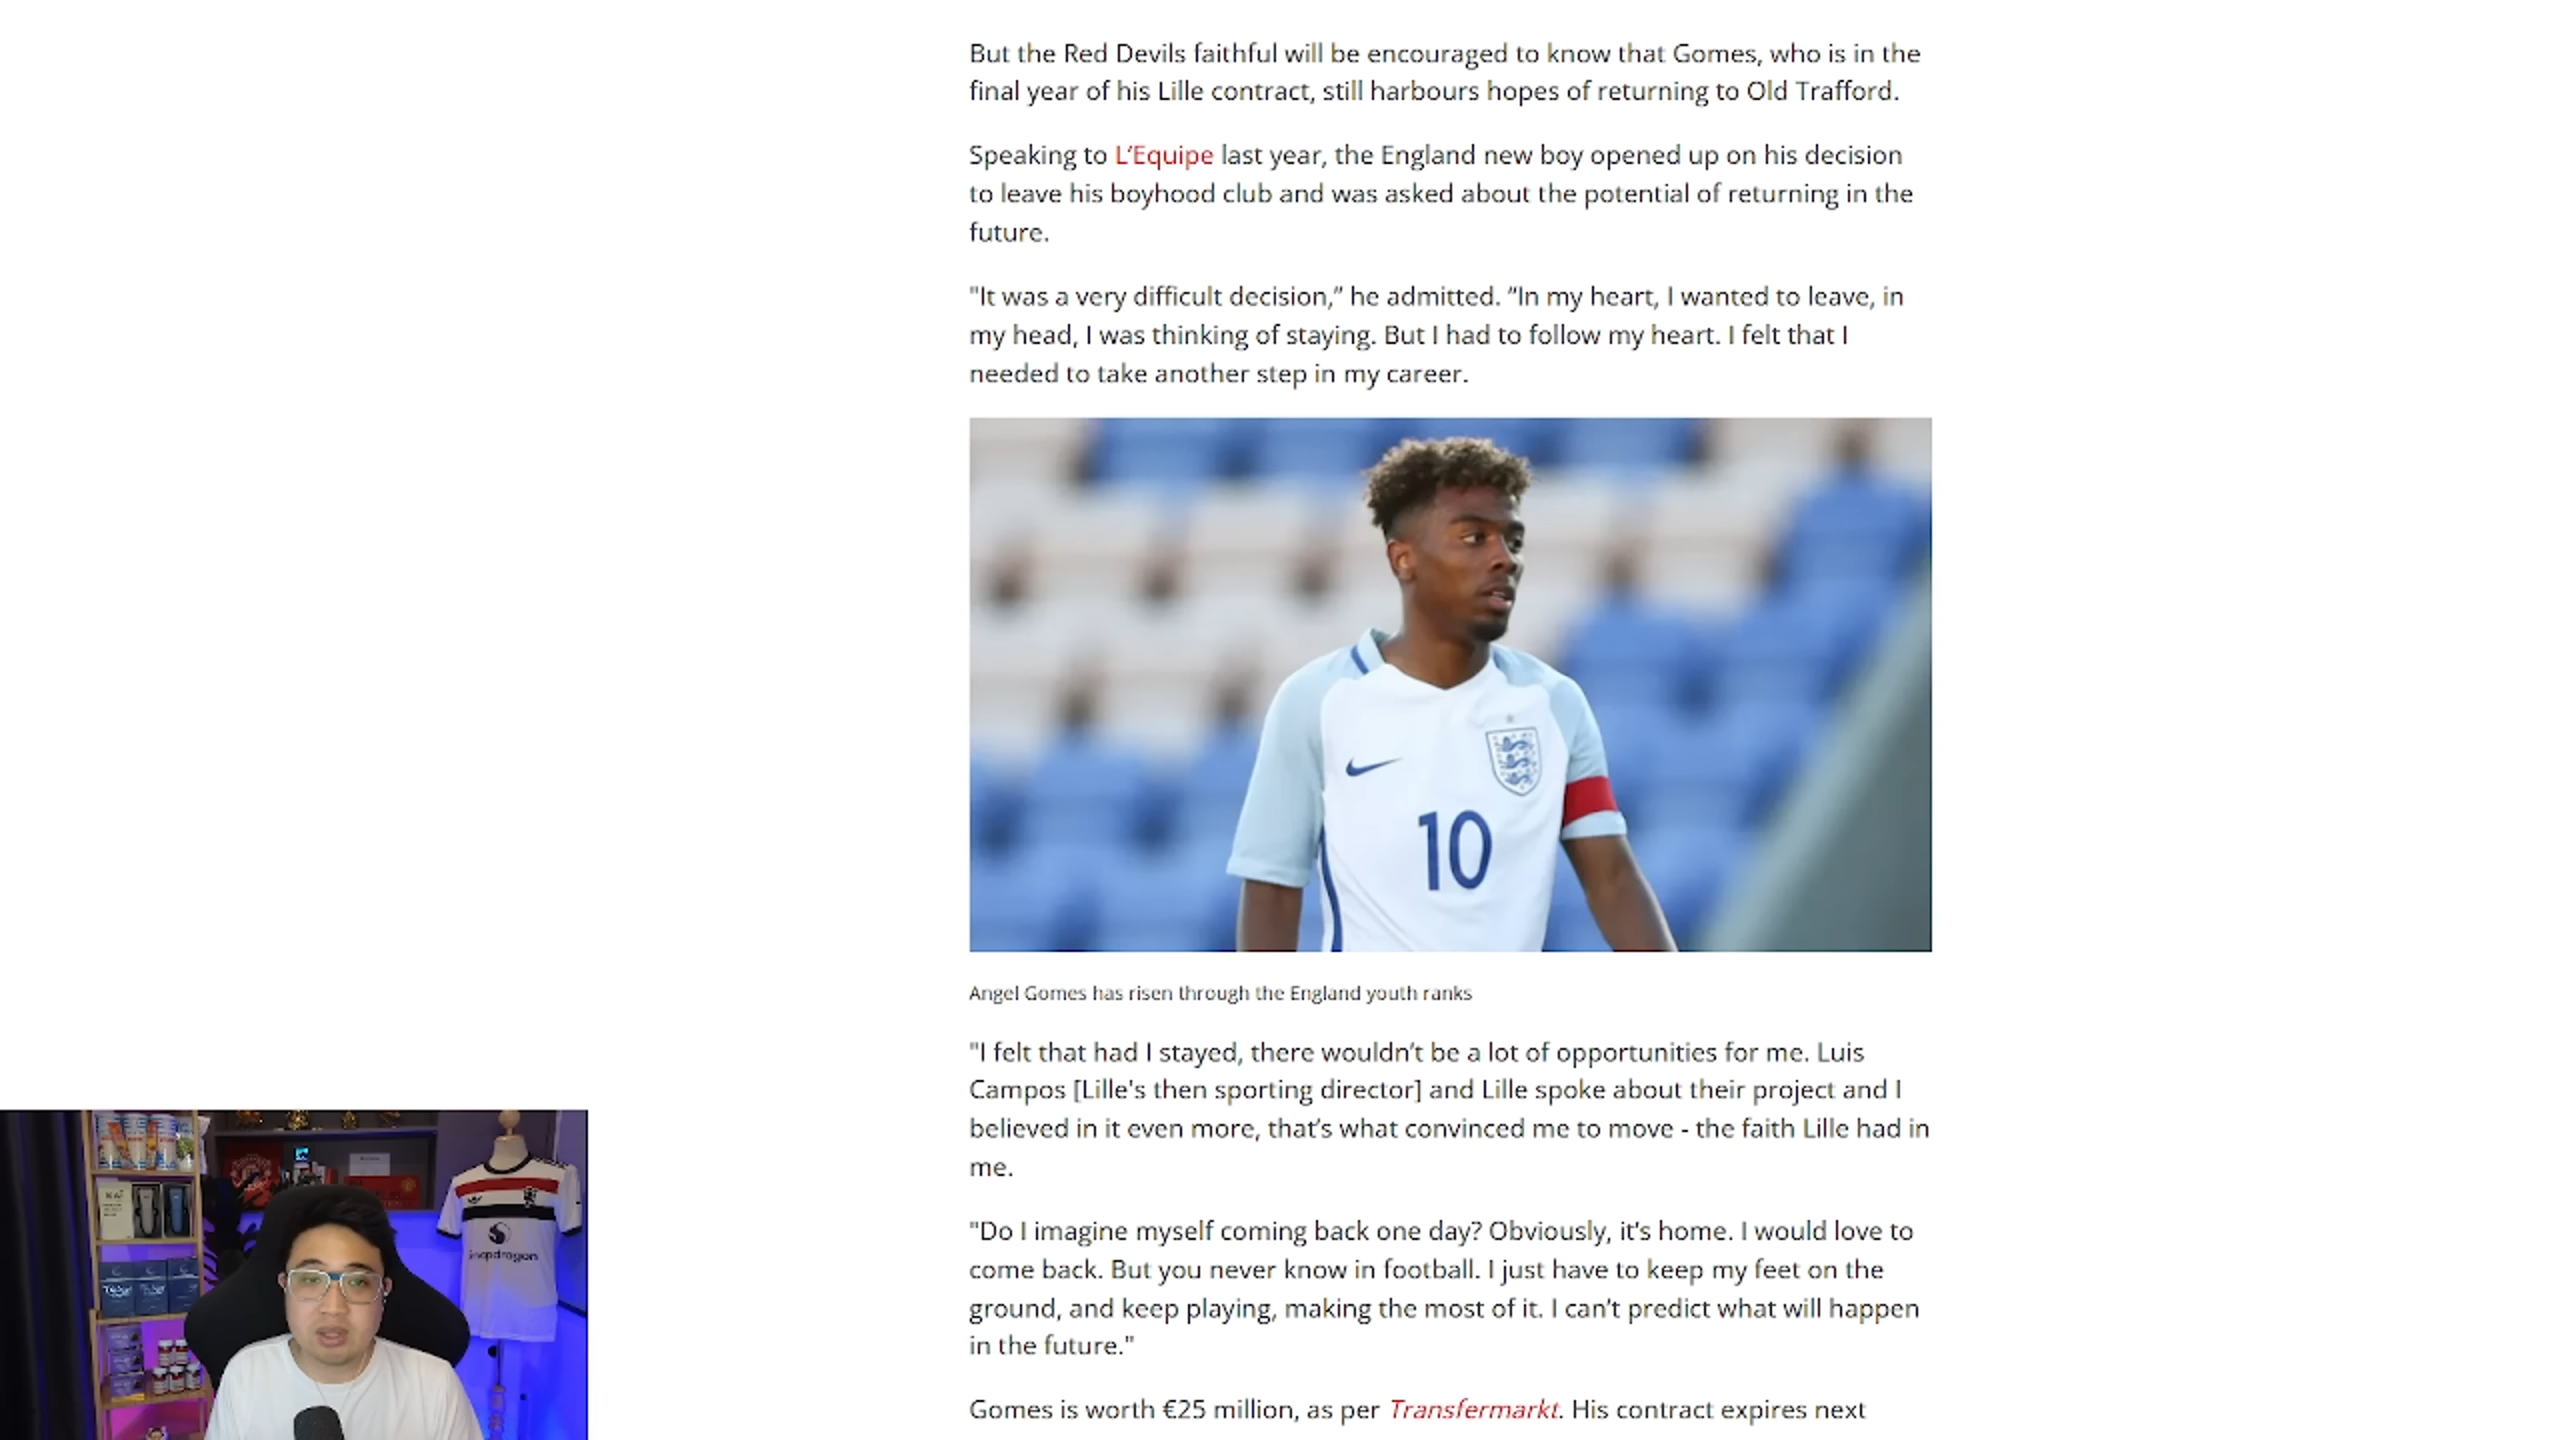 But the Red Devils faithful will be encouraged to know that Gomes, who is in the
final year of his Lille contract, still harbours hopes of returning to Old Trafford.
Speaking to L’Equipe last year, the England new boy opened up on his decision
to leave his boyhood club and was asked about the potential of returning in the
future.
"It was a very difficult decision,” he admitted. “In my heart, I wanted to leave, in
my head, I was thinking of staying. But I had to follow my heart. I felt that I
needed to take another step in my career.
10
Angel Gomes has risen through the England youth ranks
"I felt that had I stayed, there wouldn’t be a lot of opportunities for me. Luis
Campos [Lille's then sporting director] and Lille spoke about their project and I
believed in it even more, that’s what convinced me to move - the faith Lille had in
me.
"Do I imagine myself coming back one day? Obviously, it’s home. I would love to
come back. But you never know in football. I just have to keep my feet on the
ground, and keep playing, making the most of it. I can’t predict what will happen
in the future."
Gomes is worth €25 million, as per Transfermarkt. His contract expires next
Snapdragon